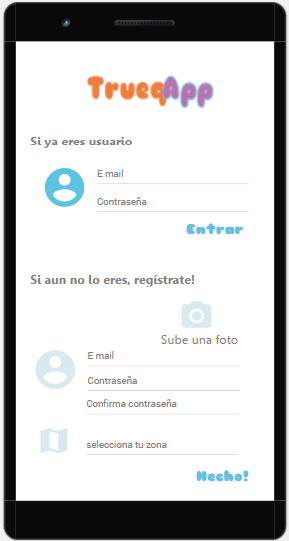 TrueqApp
Si ya eres usuario
E mail
Contraseña
Entrar
Si aun no lo eres, regístrate!
Sube una foto
E mail
Contraseña
Confirma contraseña
selecciona tu zona
Hecho!